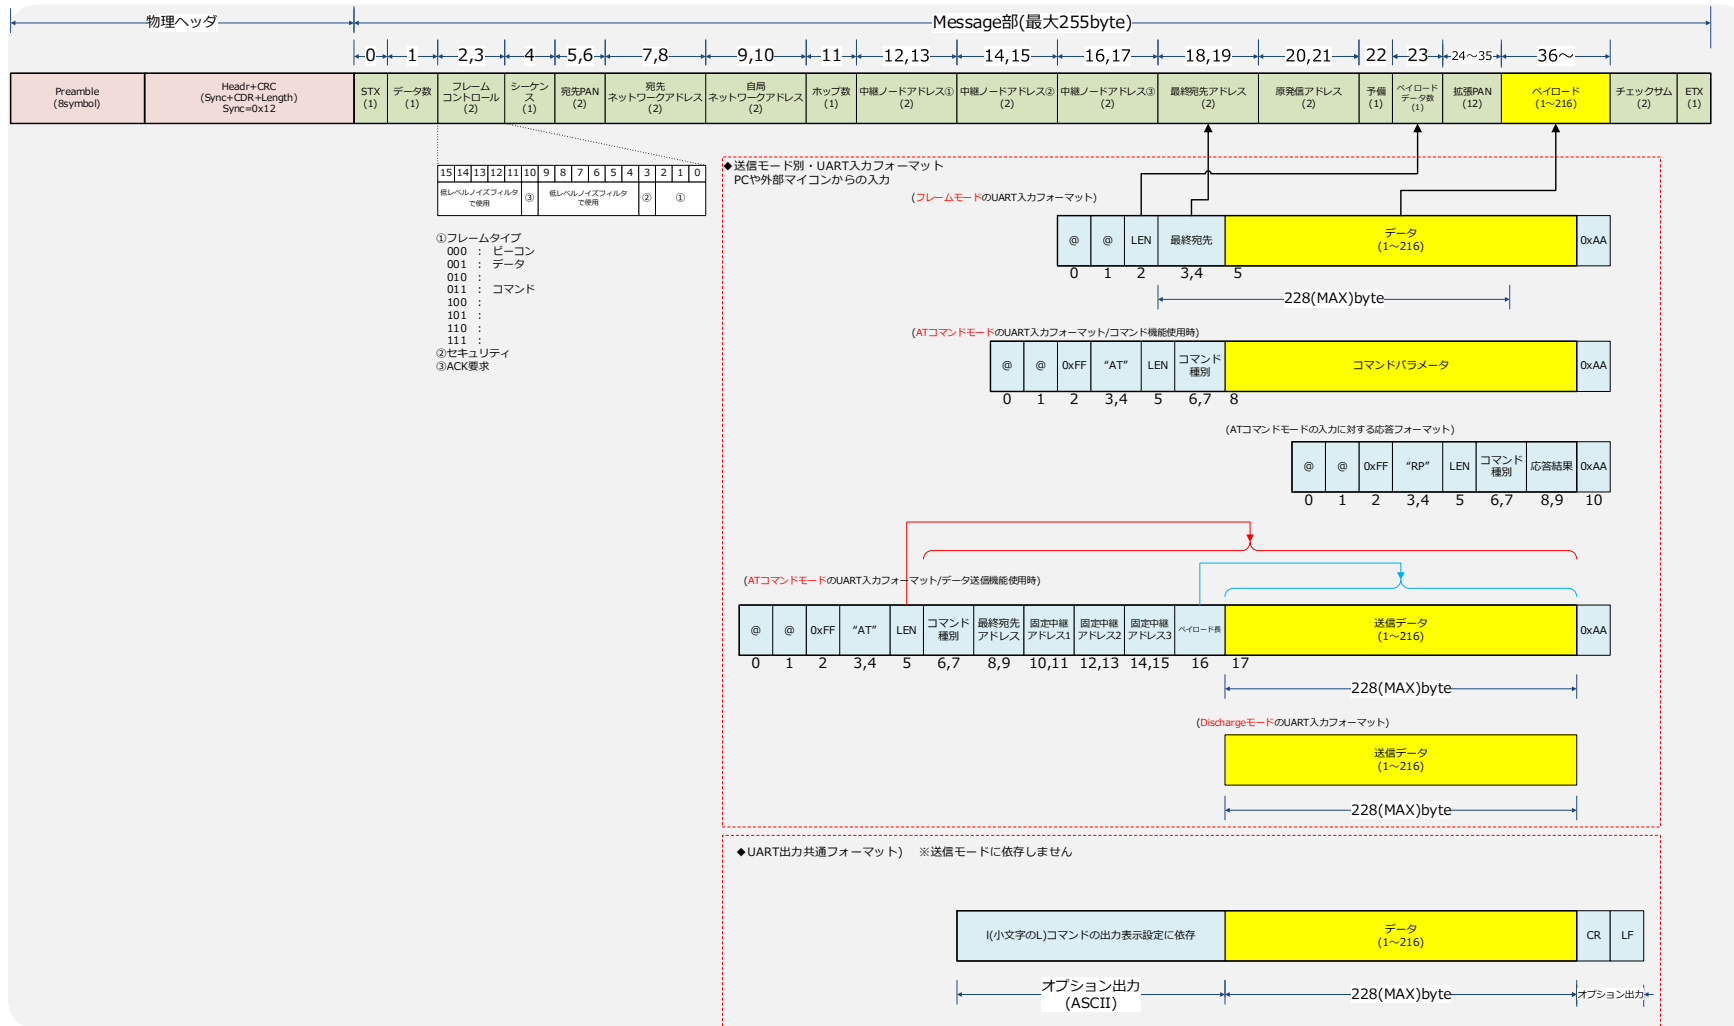 物理ヘッダ
Message部(最大255byte)
0 1 2,3 4 5,6 7,8 9,10 11 12,13 14,15 16,17 18,19 20,21 22 23 24～35 36～
Preamble
(8symbol)
Headr+CRC
(Sync+CDR+Length)
Sync=0x12
STX
(1)
データ数
(1)
フレーム
コントロール
(2)
シーケン
ス
(1)
宛先PAN
(2)
宛先
ネットワークアドレス
(2)
自局
ネットワークアドレス
(2)
ホップ数
(1)
中継ノードアドレス①
(2)
中継ノードアドレス②
(2)
中継ノードアドレス③
(2)
最終宛先アドレス
(2)
原発信アドレス
(2)
予備
(1)
ペイロード
データ数
(1)
拡張PAN
(12)
ペイロード
(1～216)
チェックサム
(2)
ETX
(1)
15 14 13 12 11 10 9 8 7 6 5 4 3 2 1 0
低レベルノイズフィルタ
で使用
③
低レベルノイズフィルタ
で使用
②
①
①フレームタイプ
000 : ビーコン
001 : データ
010 :
011 : コマンド
100 :
101 :
110 :
111 :
②セキュリティ
③ACK要求
◆送信モード別・UART入力フォーマット
PCや外部マイコンからの入力
(フレームモードのUART入力フォーマット)
@ @ LEN 最終宛先
データ
(1～216)
0xAA
0 1 2 3,4 5
228(MAX)byte
(ATコマンドモードのUART入力フォーマット/コマンド機能使用時)
@ @ 0xFF “AT” LEN
コマンド
種別
コマンドパラメータ
0xAA
0 1 2 3,4 5 6,7 8
(ATコマンドモードの入力に対する応答フォーマット)
@ @ 0xFF “RP” LEN
コマンド
種別
応答結果
0xAA
0 1 2 3,4 5 6,7 8,9 10
(ATコマンドモードのUART入力フォーマット/データ送信機能使用時)
@ @ 0xFF “AT” LEN
コマンド
種別
最終宛先
アドレス
固定中継
アドレス1
固定中継
アドレス2
固定中継
アドレス3
ペイロード長
送信データ
(1～216)
0xAA
0 1 2 3,4 5 6,7 8,9 10,11 12,13 14,15 16 17
228(MAX)byte
(DischargeモードのUART入力フォーマット)
送信データ
(1～216)
228(MAX)byte
◆UART出力共通フォーマット) ※送信モードに依存しません
l(小文字のL)コマンドの出力表示設定に依存
データ
(1～216)
CR LF
オプション出力
(ASCII)
228(MAX)byte
オプション出力